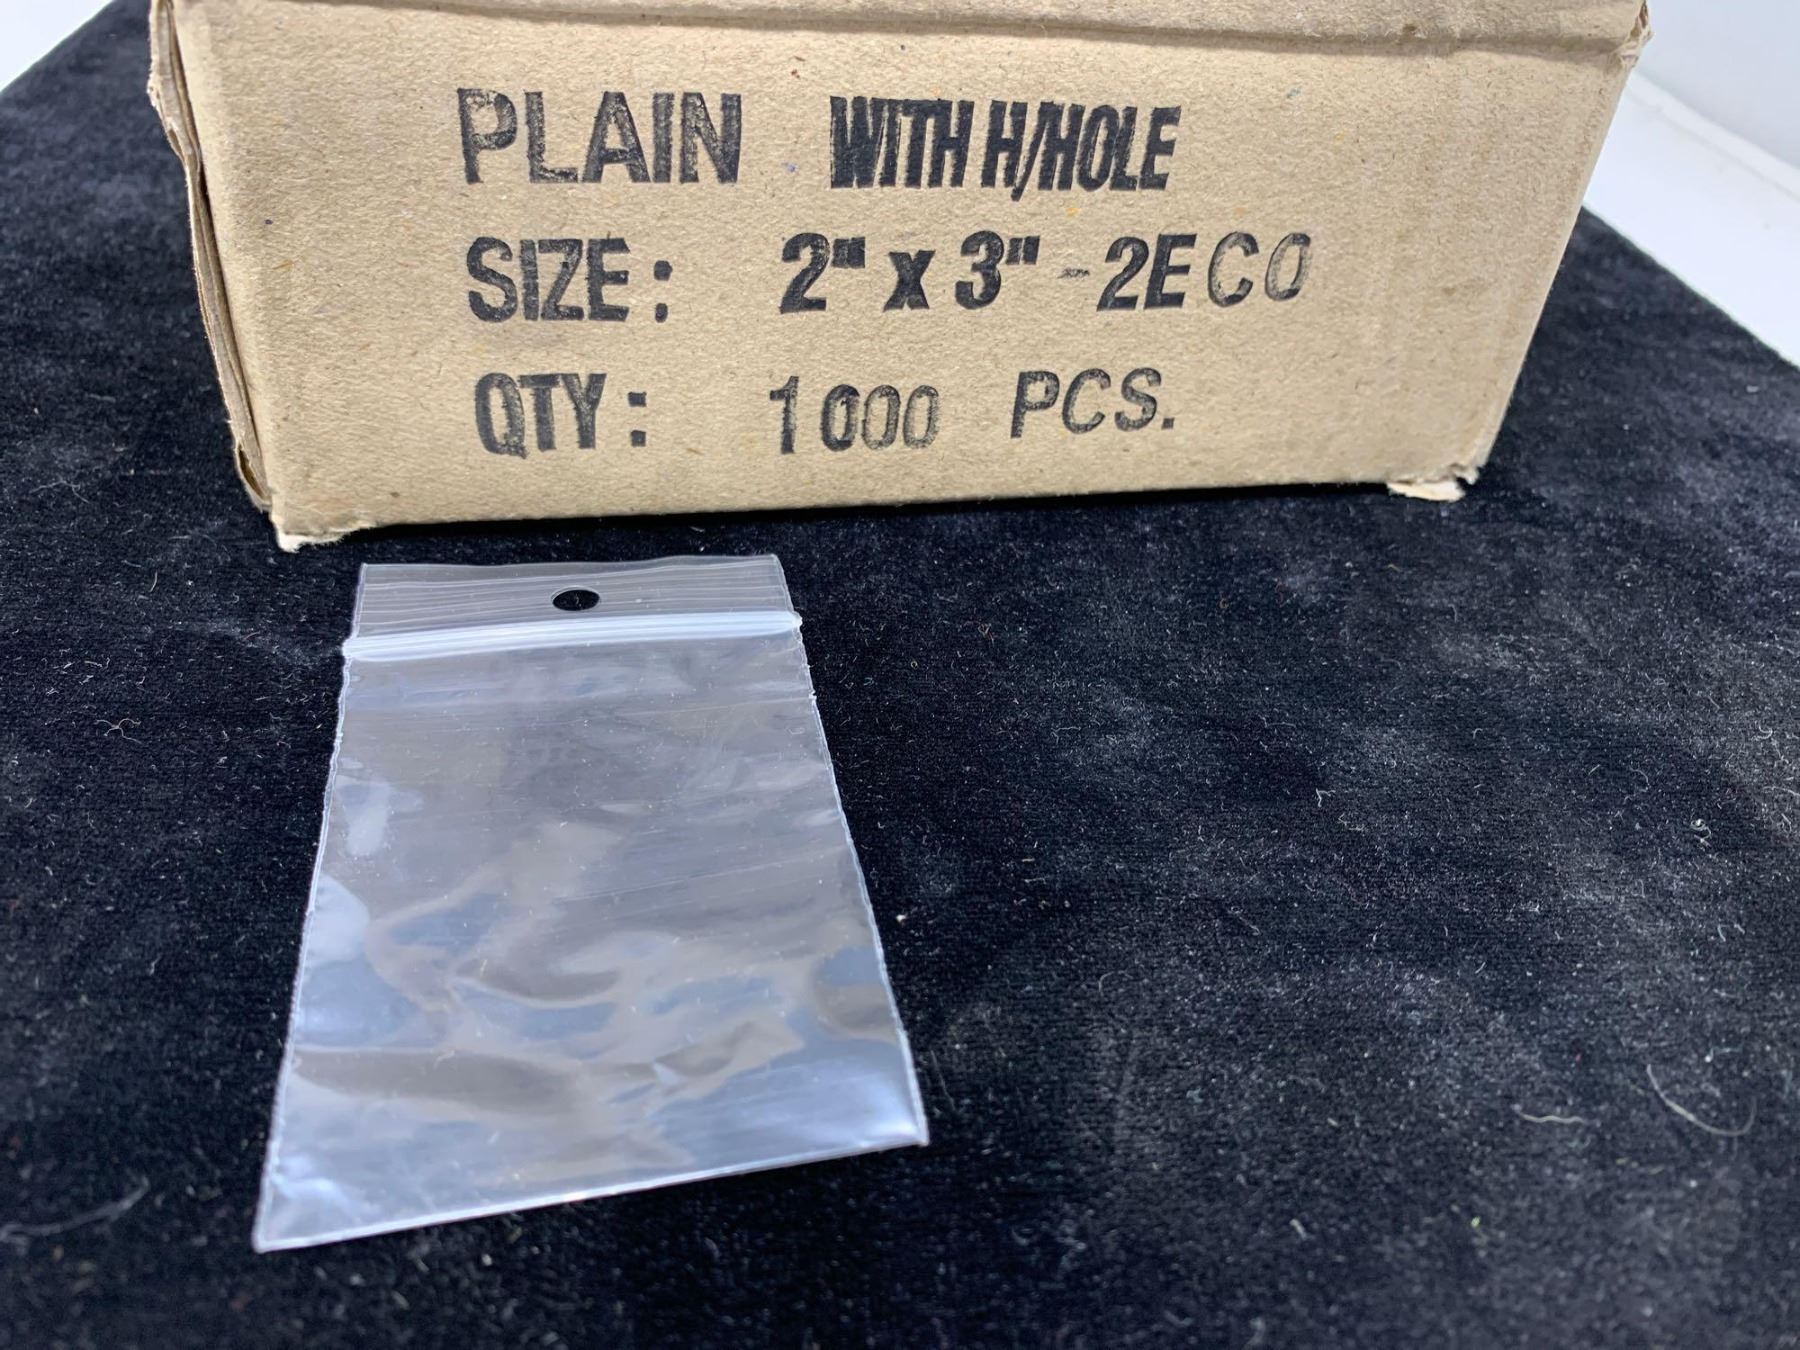 PLAIN WITH H/HOLE
SIZE: 2" x 3" - 2ECO
QTY: 1000 PCS.